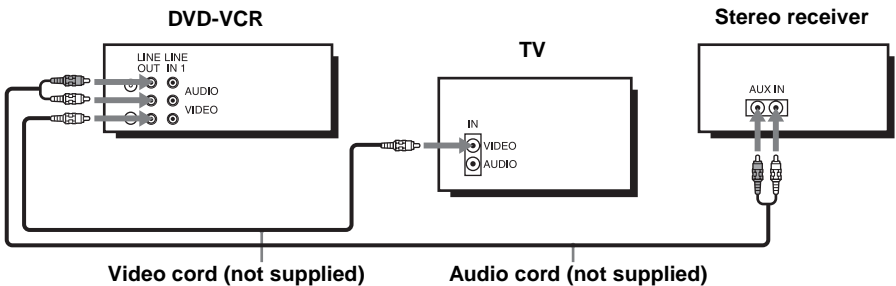 DVD-VCR
LINE LINE
OUT IN 1
AUDIO
VIDEO
TV
IN
VIDEO
AUDIO
Stereo receiver
AUX IN
Video cord (not supplied)
Audio cord (not supplied)